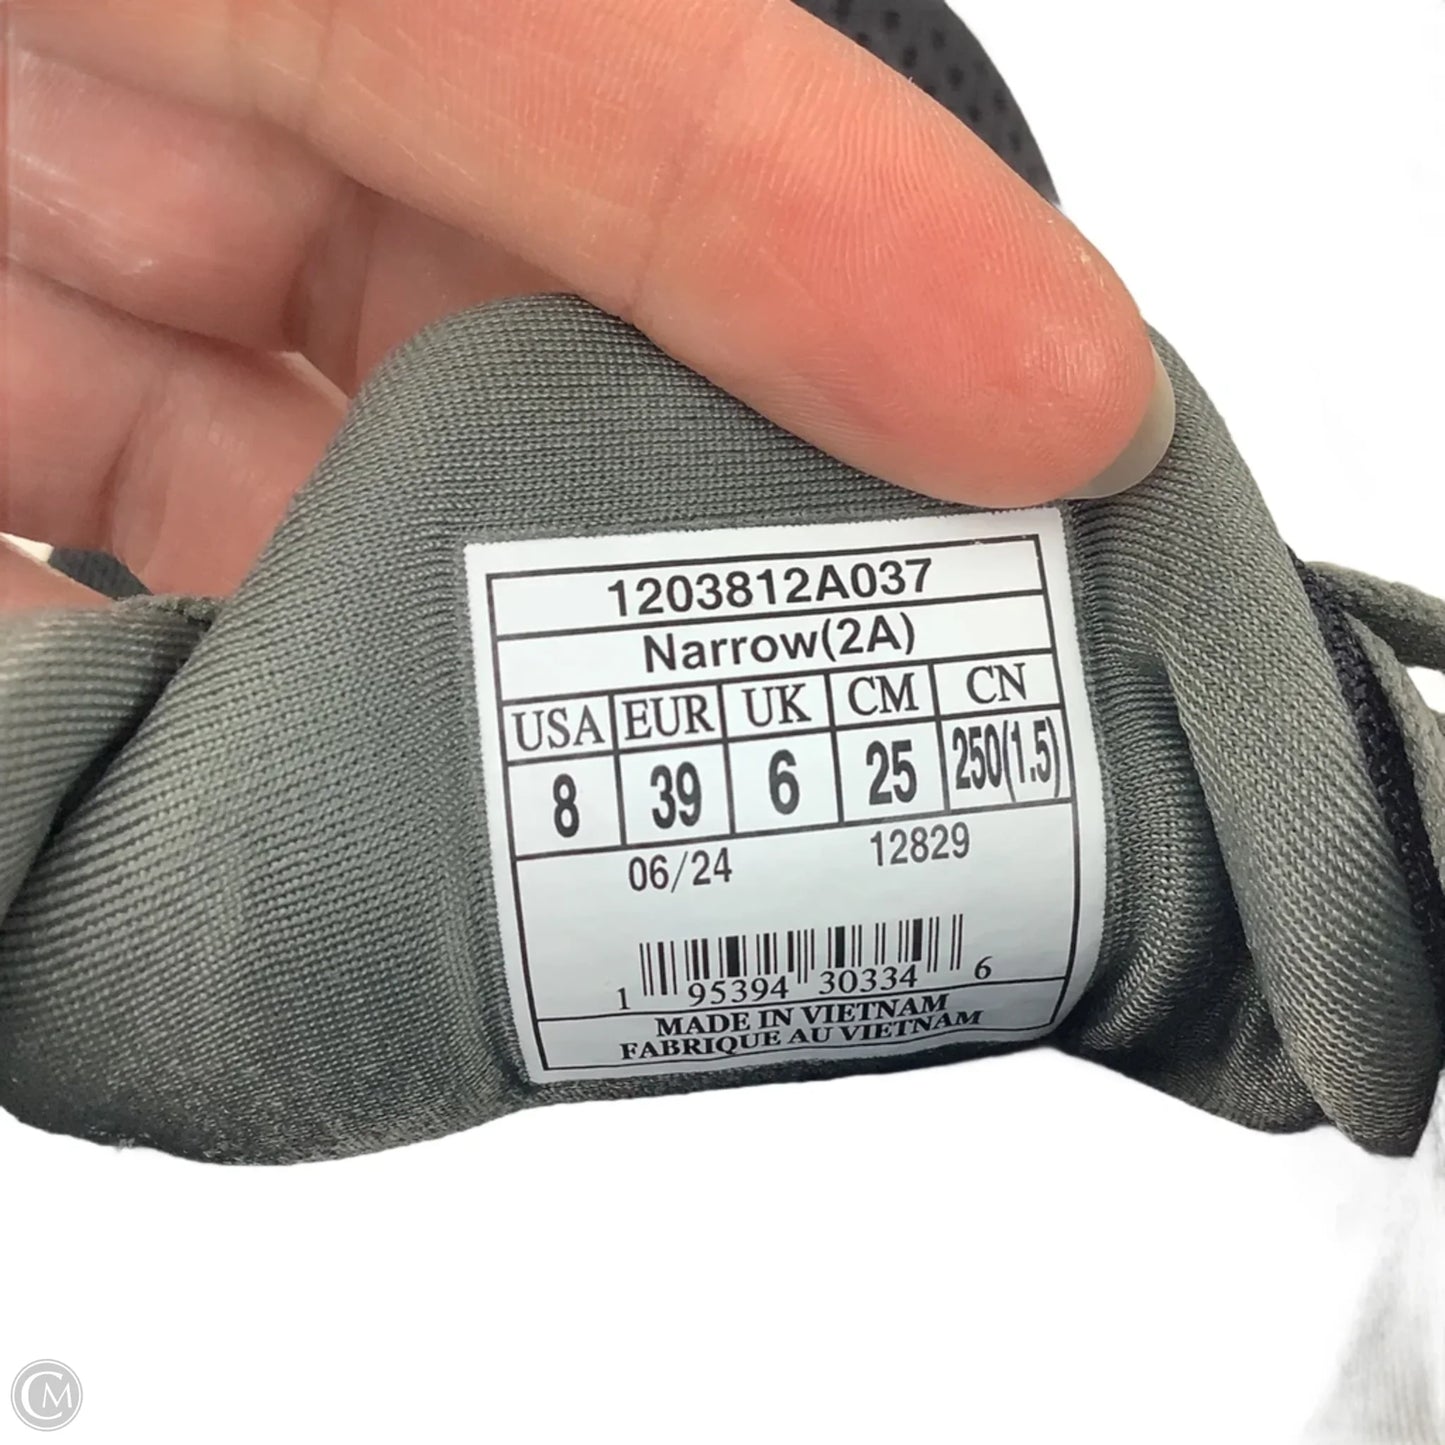 1203812A037
Narrow(2A)
USA EUR UK CM CN
8 39 6 25 250(1.5)
06/24 12829
1 95394 30334 6
MADE IN VIETNAM
FABRIQUE AU VIETNAM
CM